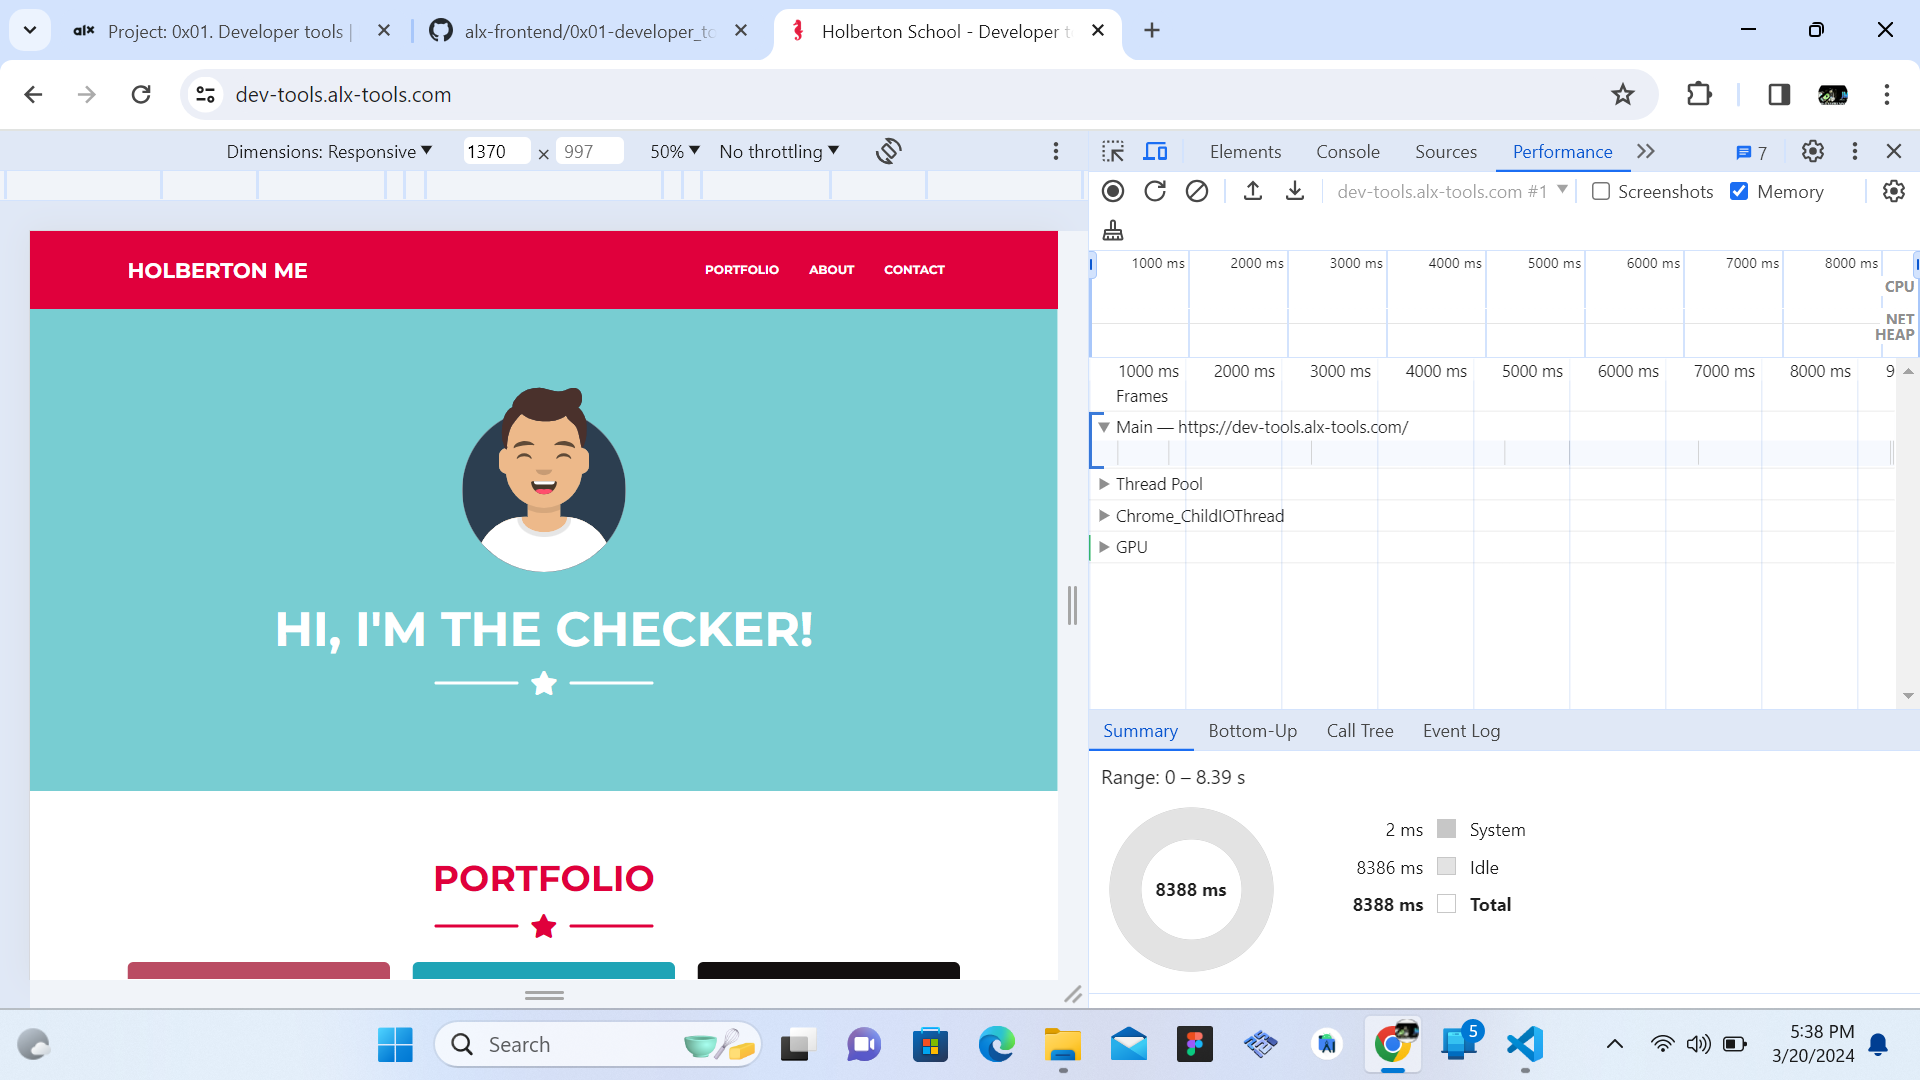 alx Project: 0x01. Developer tools |
alx-frontend/0x01-developer_to
Holberton School - Developer t
dev-tools.alx-tools.com
Dimensions: Responsive
1370 × 997
50%
No throttling
Elements Console Sources Performance
7
dev-tools.alx-tools.com #1
Screenshots
Memory
1000 ms 2000 ms 3000 ms 4000 ms 5000 ms 6000 ms 7000 ms 8000 ms
CPU
NET
HEAP
1000 ms 2000 ms 3000 ms 4000 ms 5000 ms 6000 ms 7000 ms 8000 ms 9
Frames
Main — https://dev-tools.alx-tools.com/
Thread Pool
Chrome_ChildIOThread
GPU
Summary Bottom-Up Call Tree Event Log
Range: 0 – 8.39 s
8388 ms
2 ms System
8386 ms Idle
8388 ms Total
HOLBERTON ME
PORTFOLIO ABOUT CONTACT
HI, I'M THE CHECKER!
PORTFOLIO
Search
5
5:38 PM
3/20/2024